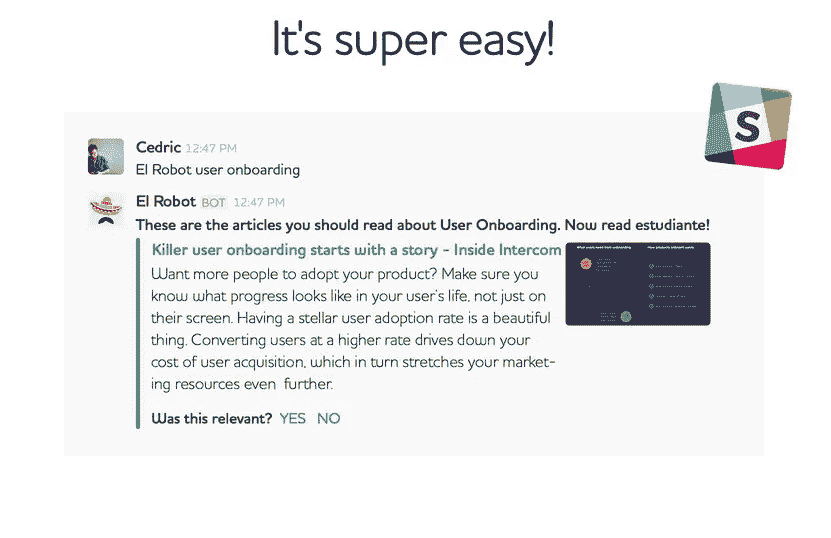 It's super easy!
S
Cedric 12:47 PM
El Robot user onboarding
El Robot BOT 12:47 PM
These are the articles you should read about User Onboarding. Now read estudiante!
Killer user onboarding starts with a story - Inside Intercom
Want more people to adopt your product? Make sure you
know what progress looks like in your user's life, not just on
their screen. Having a stellar user adoption rate is a beautiful
thing. Converting users at a higher rate drives down your
cost of user acquisition, which in turn stretches your market-
ing resources even further.
Was this relevant? YES NO